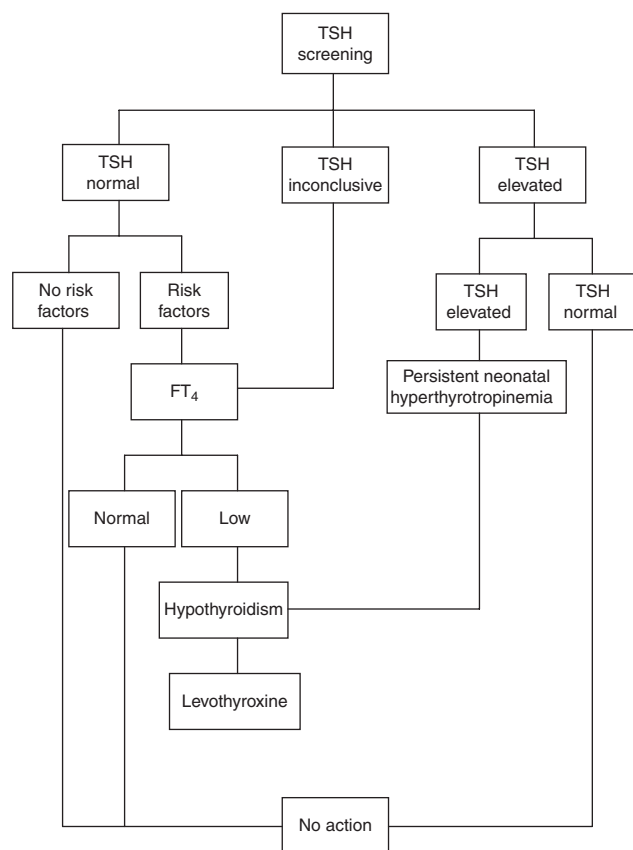 TSH
screening
TSH
normal
TSH
inconclusive
TSH
elevated
No risk
factors
Risk
factors
TSH
elevated
TSH
normal
FT₄
Persistent neonatal
hyperthyrotropinemia
Normal
Low
Hypothyroidism
Levothyroxine
No action